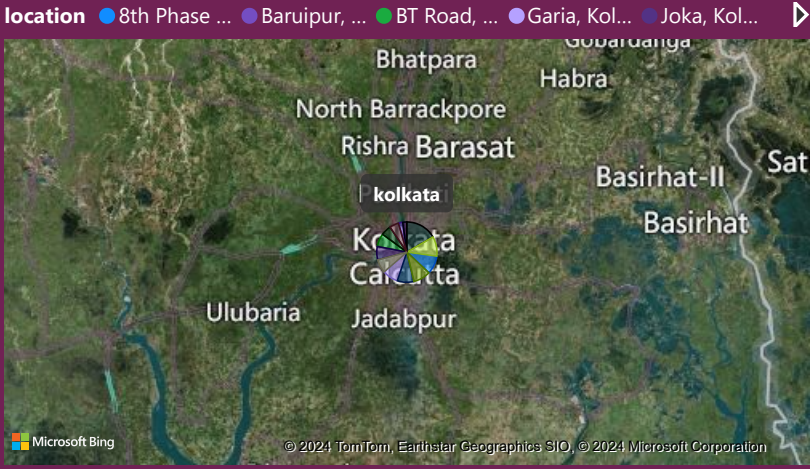 location 8th Phase ... Baruipur, ... BT Road, ... Garia, Kol... Joka, Kol...
Gobardanga
Bhatpara
Habra
North Barrackpore
Rishra Barasat
Basirhat-II Sat
kolkata
Basirhat
Kolkata
Calcutta
Ulubaria Jadabpur
Microsoft Bing © 2024 TomTom, Earthstar Geographics SIO, © 2024 Microsoft Corporation